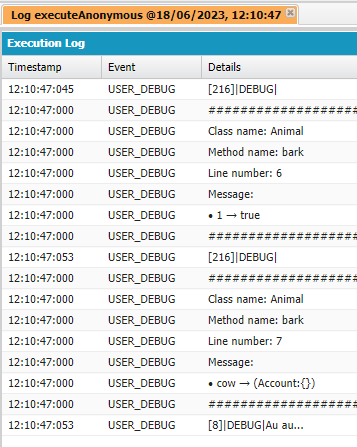 Log executeAnonymous @18/06/2023, 12:10:47
Execution Log
Timestamp Event Details
12:10:47:045 USER_DEBUG [216]|DEBUG|
12:10:47:000 USER_DEBUG ####################
12:10:47:000 USER_DEBUG Class name: Animal
12:10:47:000 USER_DEBUG Method name: bark
12:10:47:000 USER_DEBUG Line number: 6
12:10:47:000 USER_DEBUG Message:
12:10:47:000 USER_DEBUG • 1 → true
12:10:47:000 USER_DEBUG ####################
12:10:47:053 USER_DEBUG [216]|DEBUG|
12:10:47:000 USER_DEBUG ####################
12:10:47:000 USER_DEBUG Class name: Animal
12:10:47:000 USER_DEBUG Method name: bark
12:10:47:000 USER_DEBUG Line number: 7
12:10:47:000 USER_DEBUG Message:
12:10:47:000 USER_DEBUG • cow → (Account:{})
12:10:47:000 USER_DEBUG ####################
12:10:47:053 USER_DEBUG [8]|DEBUG|Au au...